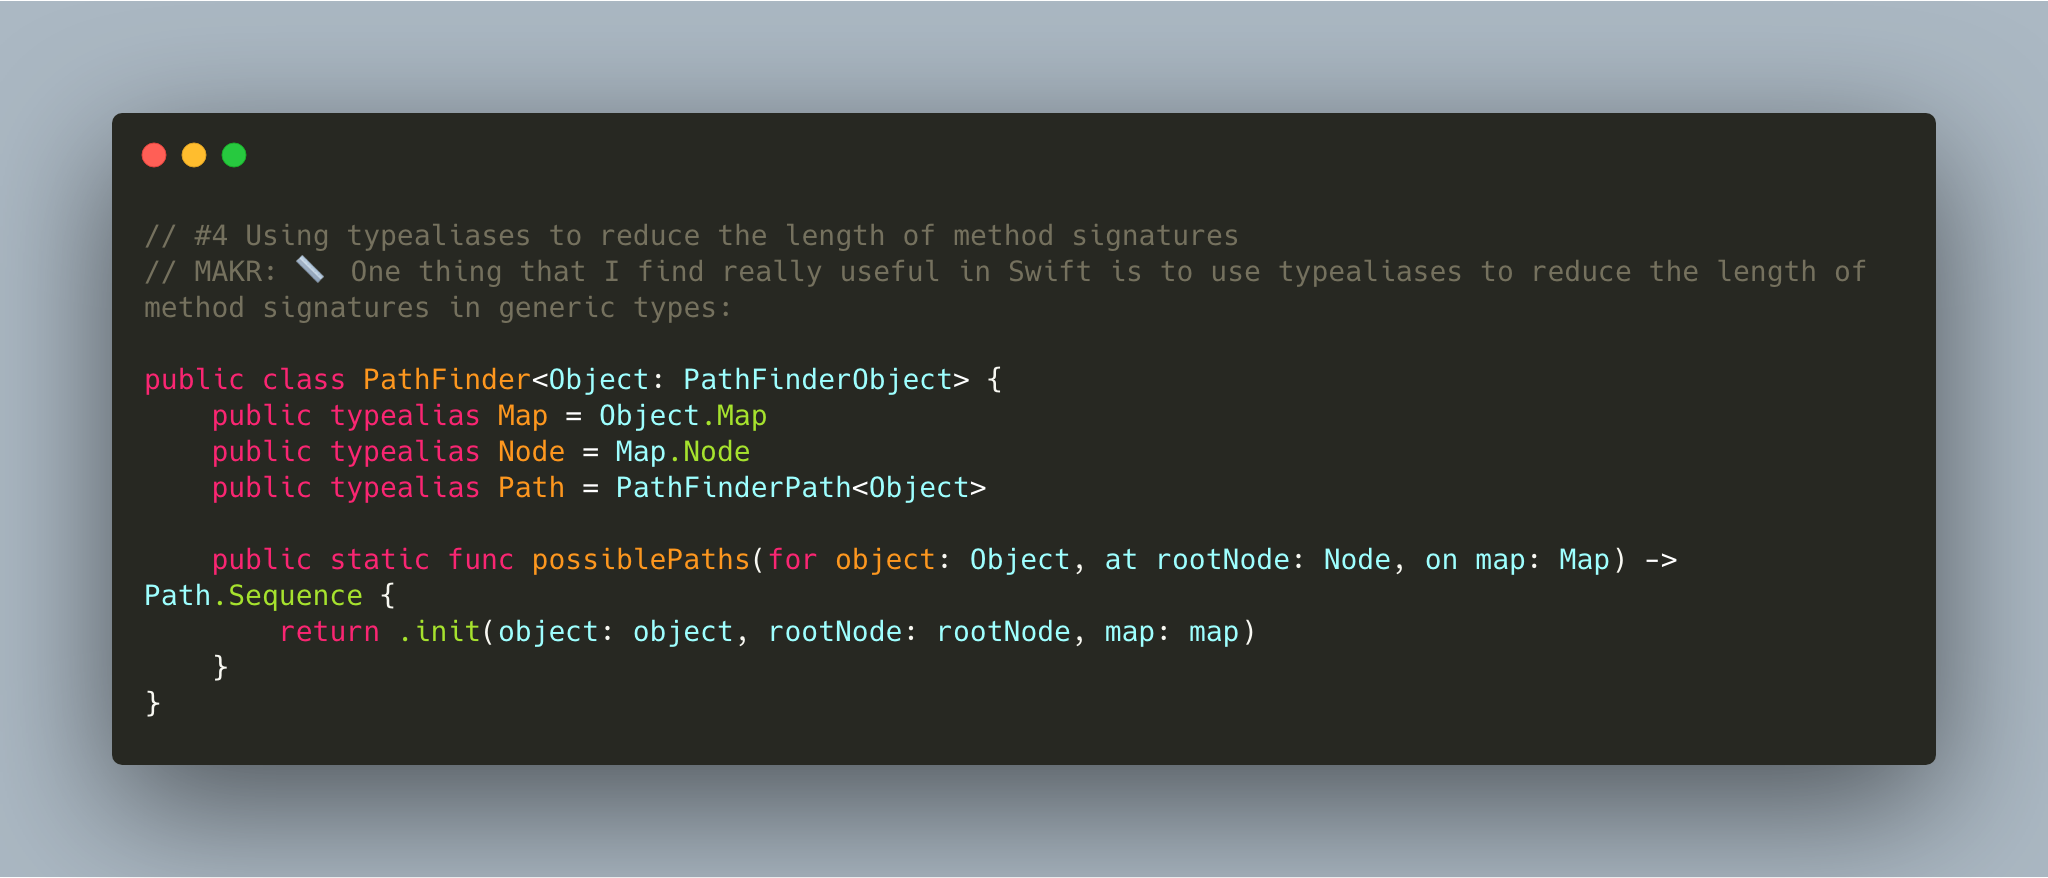 // #4 Using typealiases to reduce the length of method signatures
// MAKR: 📏 One thing that I find really useful in Swift is to use typealiases to reduce the length of
method signatures in generic types:

public class PathFinder<Object: PathFinderObject> {
    public typealias Map = Object.Map
    public typealias Node = Map.Node
    public typealias Path = PathFinderPath<Object>

    public static func possiblePaths(for object: Object, at rootNode: Node, on map: Map) ->
Path.Sequence {
        return .init(object: object, rootNode: rootNode, map: map)
    }
}